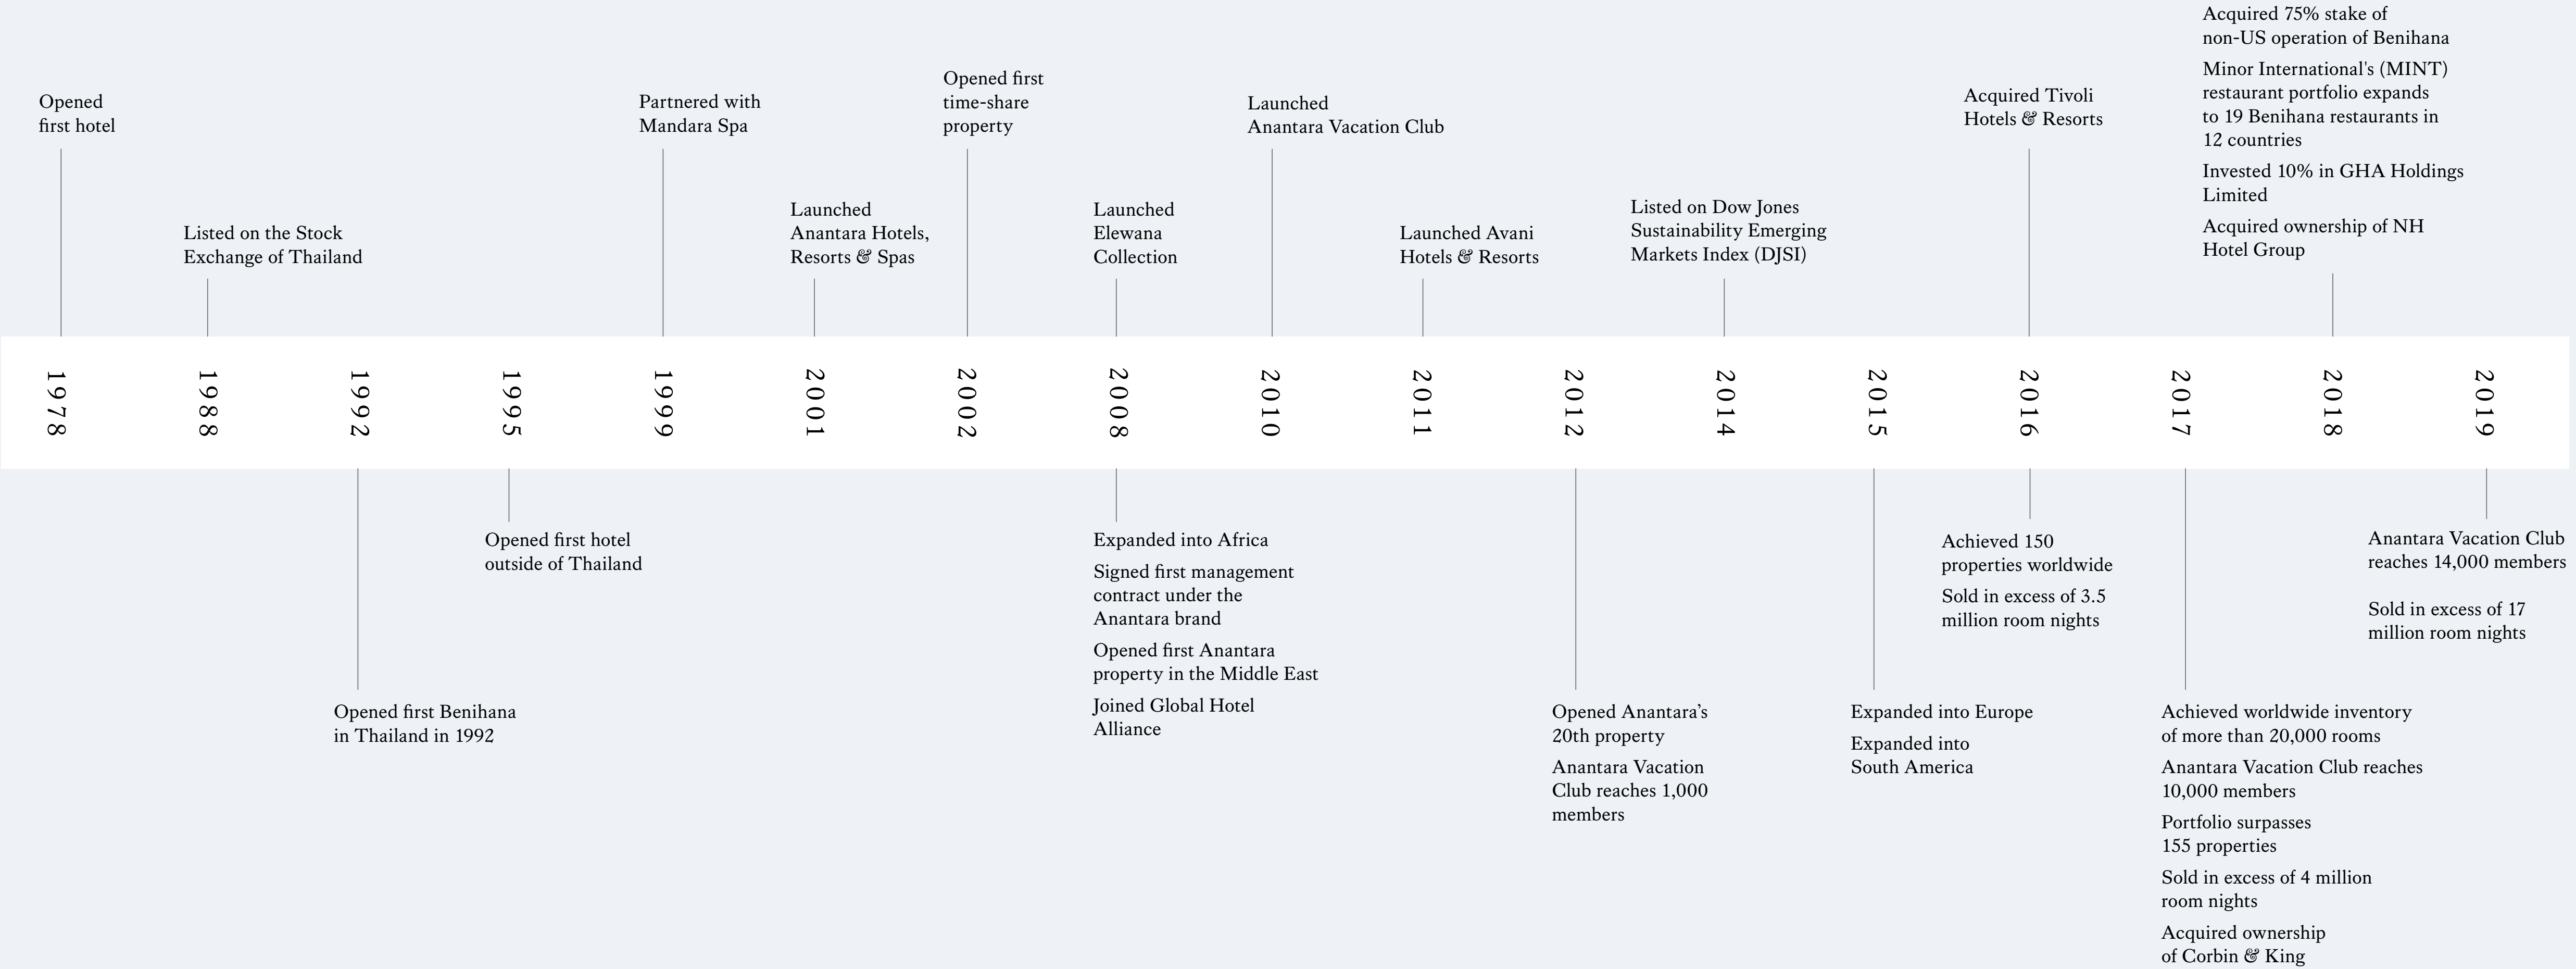 Opened
first hotel
Listed on the Stock
Exchange of Thailand
Partnered with
Mandara Spa
Launched
Anantara Hotels,
Resorts & Spas
Opened first
time-share
property
Launched
Elewana
Collection
Launched
Anantara Vacation Club
Launched Avani
Hotels & Resorts
Listed on Dow Jones
Sustainability Emerging
Markets Index (DJSI)
Acquired Tivoli
Hotels & Resorts
Acquired 75% stake of
non-US operation of Benihana
Minor International's (MINT)
restaurant portfolio expands
to 19 Benihana restaurants in
12 countries
Invested 10% in GHA Holdings
Limited
Acquired ownership of NH
Hotel Group
1978
1988
1992
1995
1999
2001
2002
2008
2010
2011
2012
2014
2015
2016
2017
2018
2019
Opened first Benihana
in Thailand in 1992
Opened first hotel
outside of Thailand
Expanded into Africa
Signed first management
contract under the
Anantara brand
Opened first Anantara
property in the Middle East
Joined Global Hotel
Alliance
Opened Anantara’s
20th property
Anantara Vacation
Club reaches 1,000
members
Expanded into Europe
Expanded into
South America
Achieved 150
properties worldwide
Sold in excess of 3.5
million room nights
Achieved worldwide inventory
of more than 20,000 rooms
Anantara Vacation Club reaches
10,000 members
Portfolio surpasses
155 properties
Sold in excess of 4 million
room nights
Acquired ownership
of Corbin & King
Anantara Vacation Club
reaches 14,000 members
Sold in excess of 17
million room nights